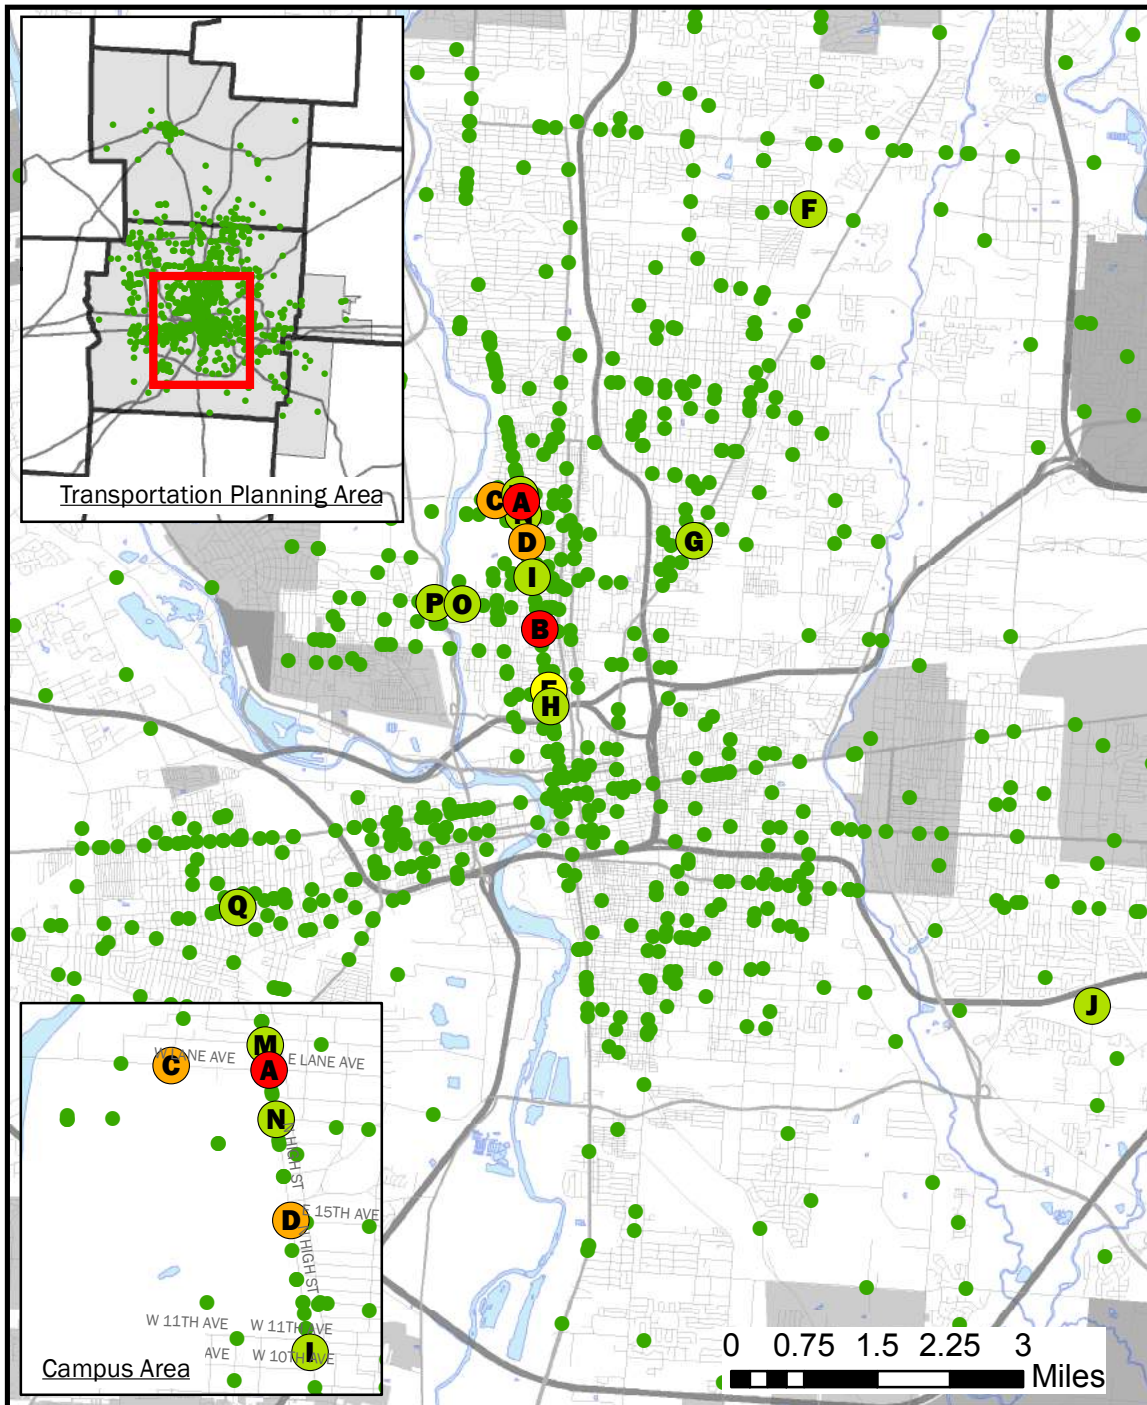 Transportation Planning Area
F
C
A
D
G
I
P O
B
H
Q
J
M
W LANE AVE
E LANE AVE
C
A
N
N HIGH ST
D
E 15TH AVE
N HIGH ST
W 11TH AVE
W 11TH AVE
AVE
W 10TH AVE
I
Campus Area
0 0.75 1.5 2.25 3
Miles